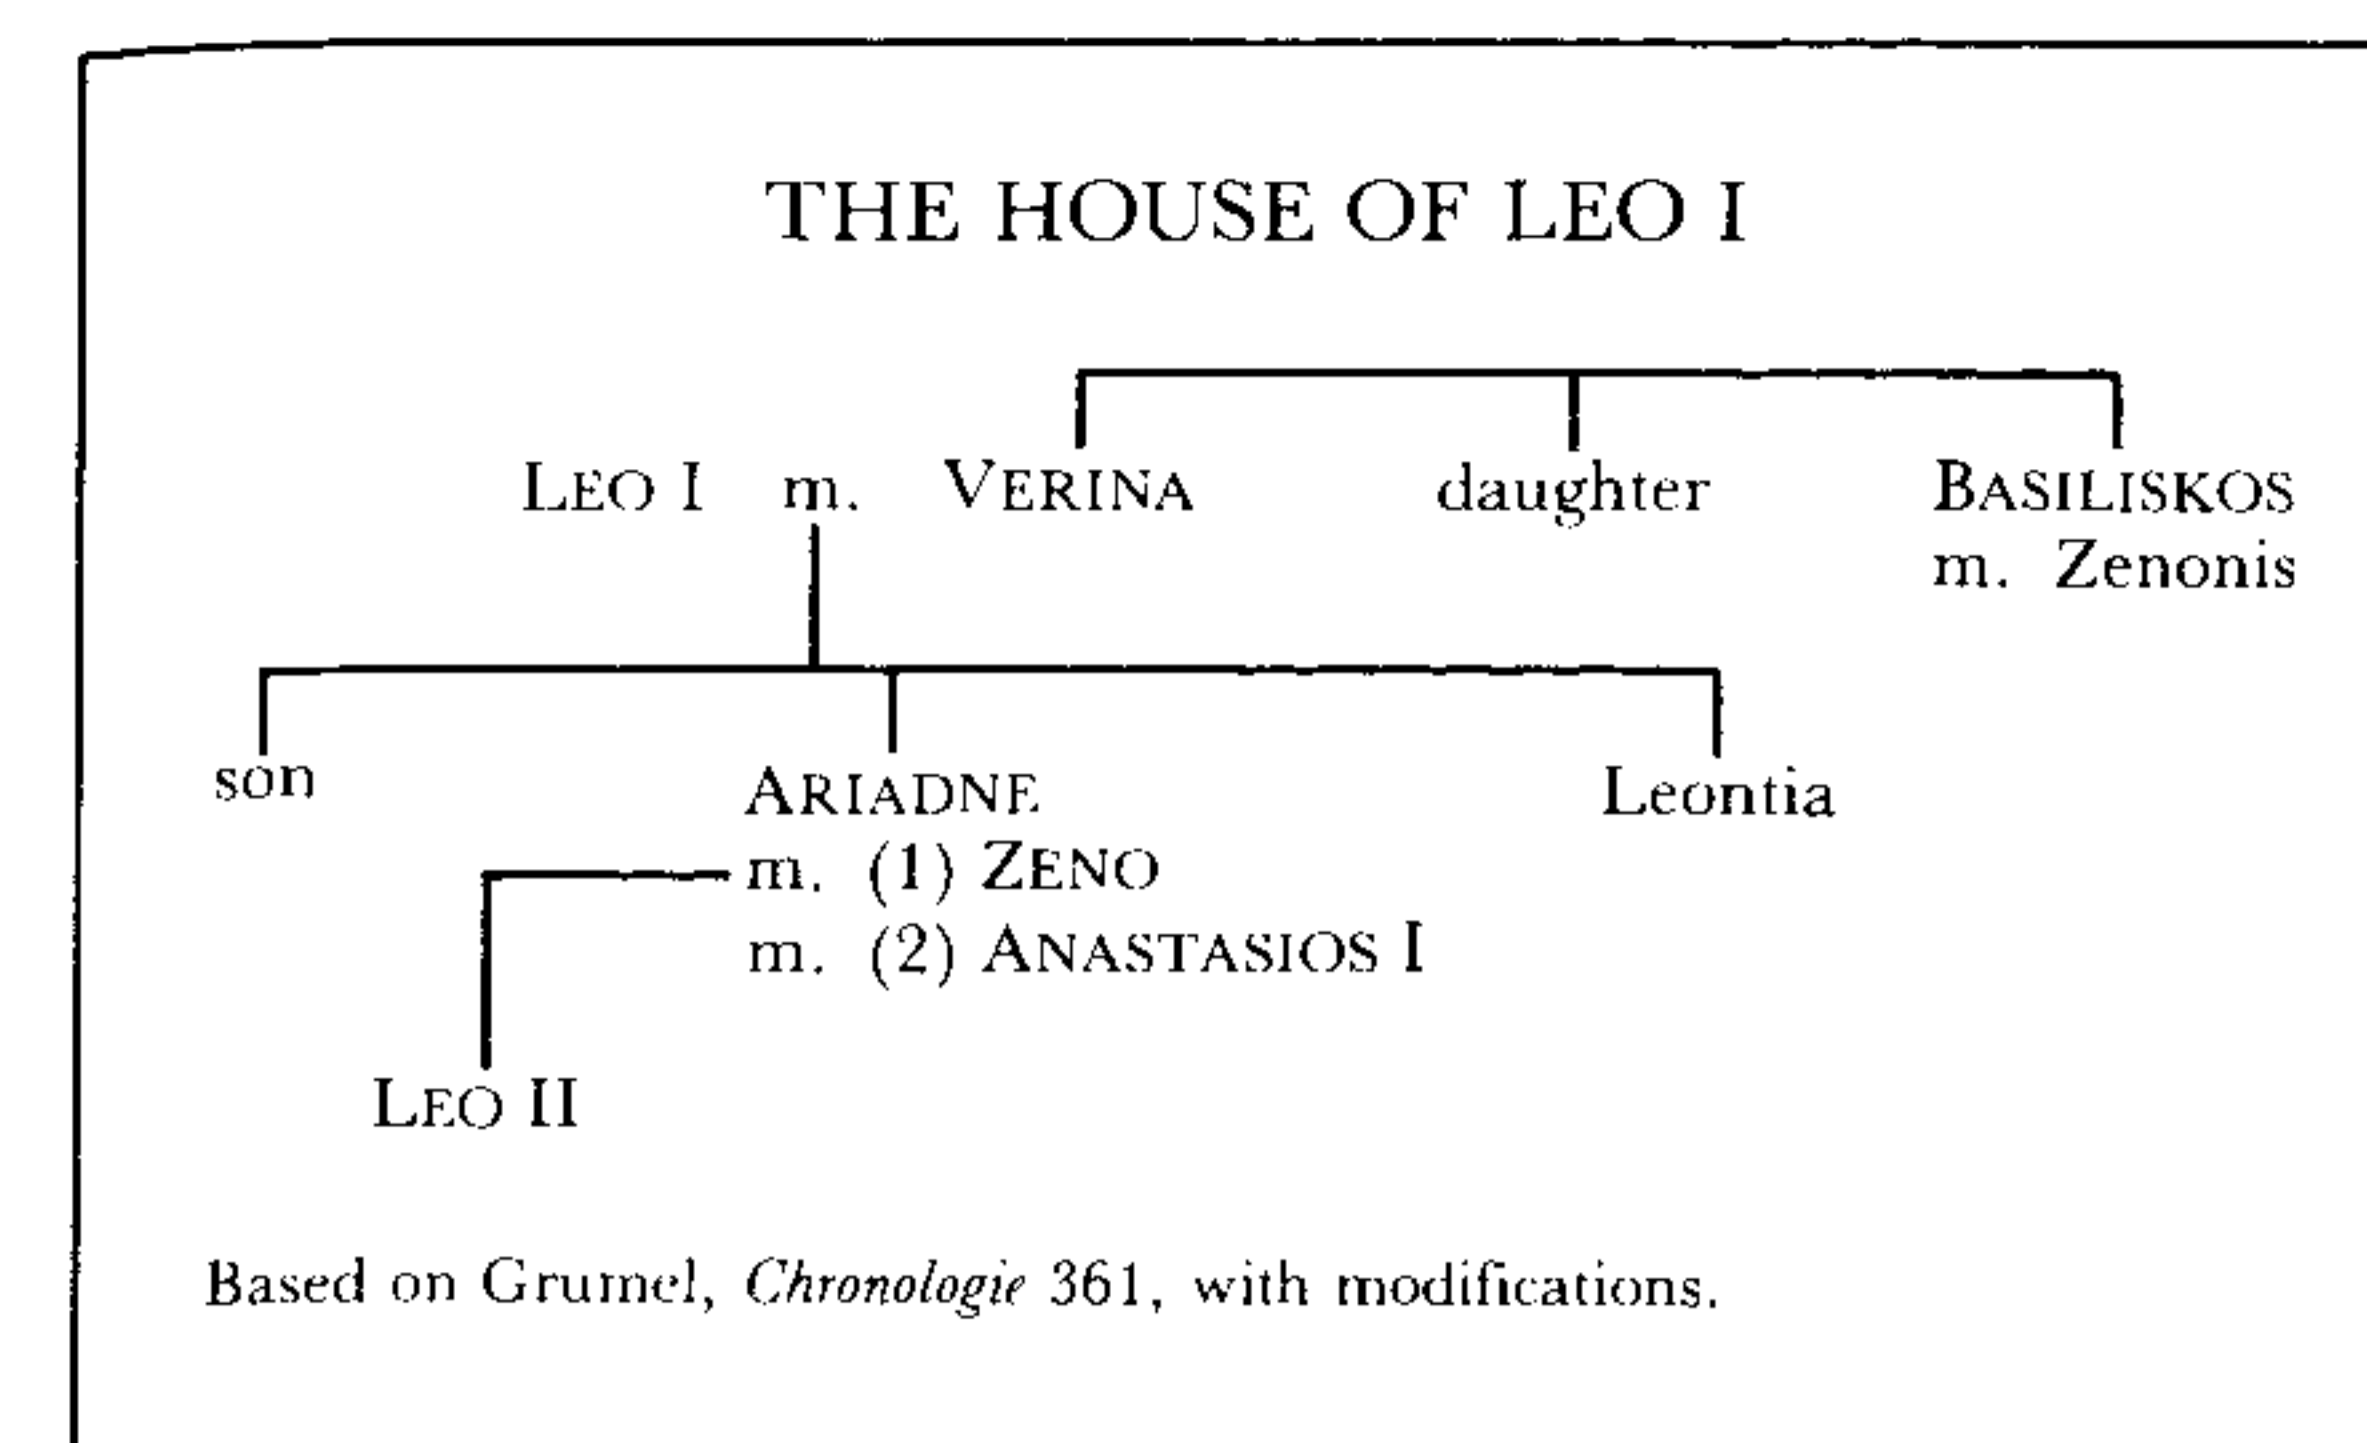 THE HOUSE OF LEO I
LEO I m. VERINA daughter BASILISKOS
m. Zenonis
son ARIADNE Leontia
m. (1) ZENO
m. (2) ANASTASIOS I
LEO II
Based on Grumel, Chronologie 361, with modifications.